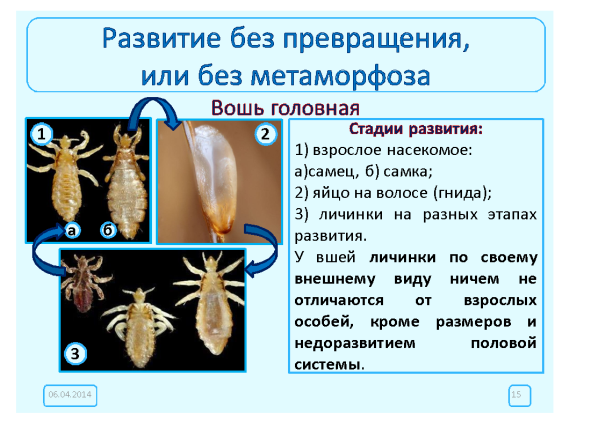 Развитие без превращения,
или без метаморфоза
Вошь головная
1
2
а
б
3
Стадии развития:
1) взрослое насекомое:
а)самец, б) самка;
2) яйцо на волосе (гнида);
3) личинки на разных этапах
развития.
У вшей личинки по своему
внешнему виду ничем не
отличаются от взрослых
особей, кроме размеров и
недоразвитием половой
системы.
06.04.2014
15